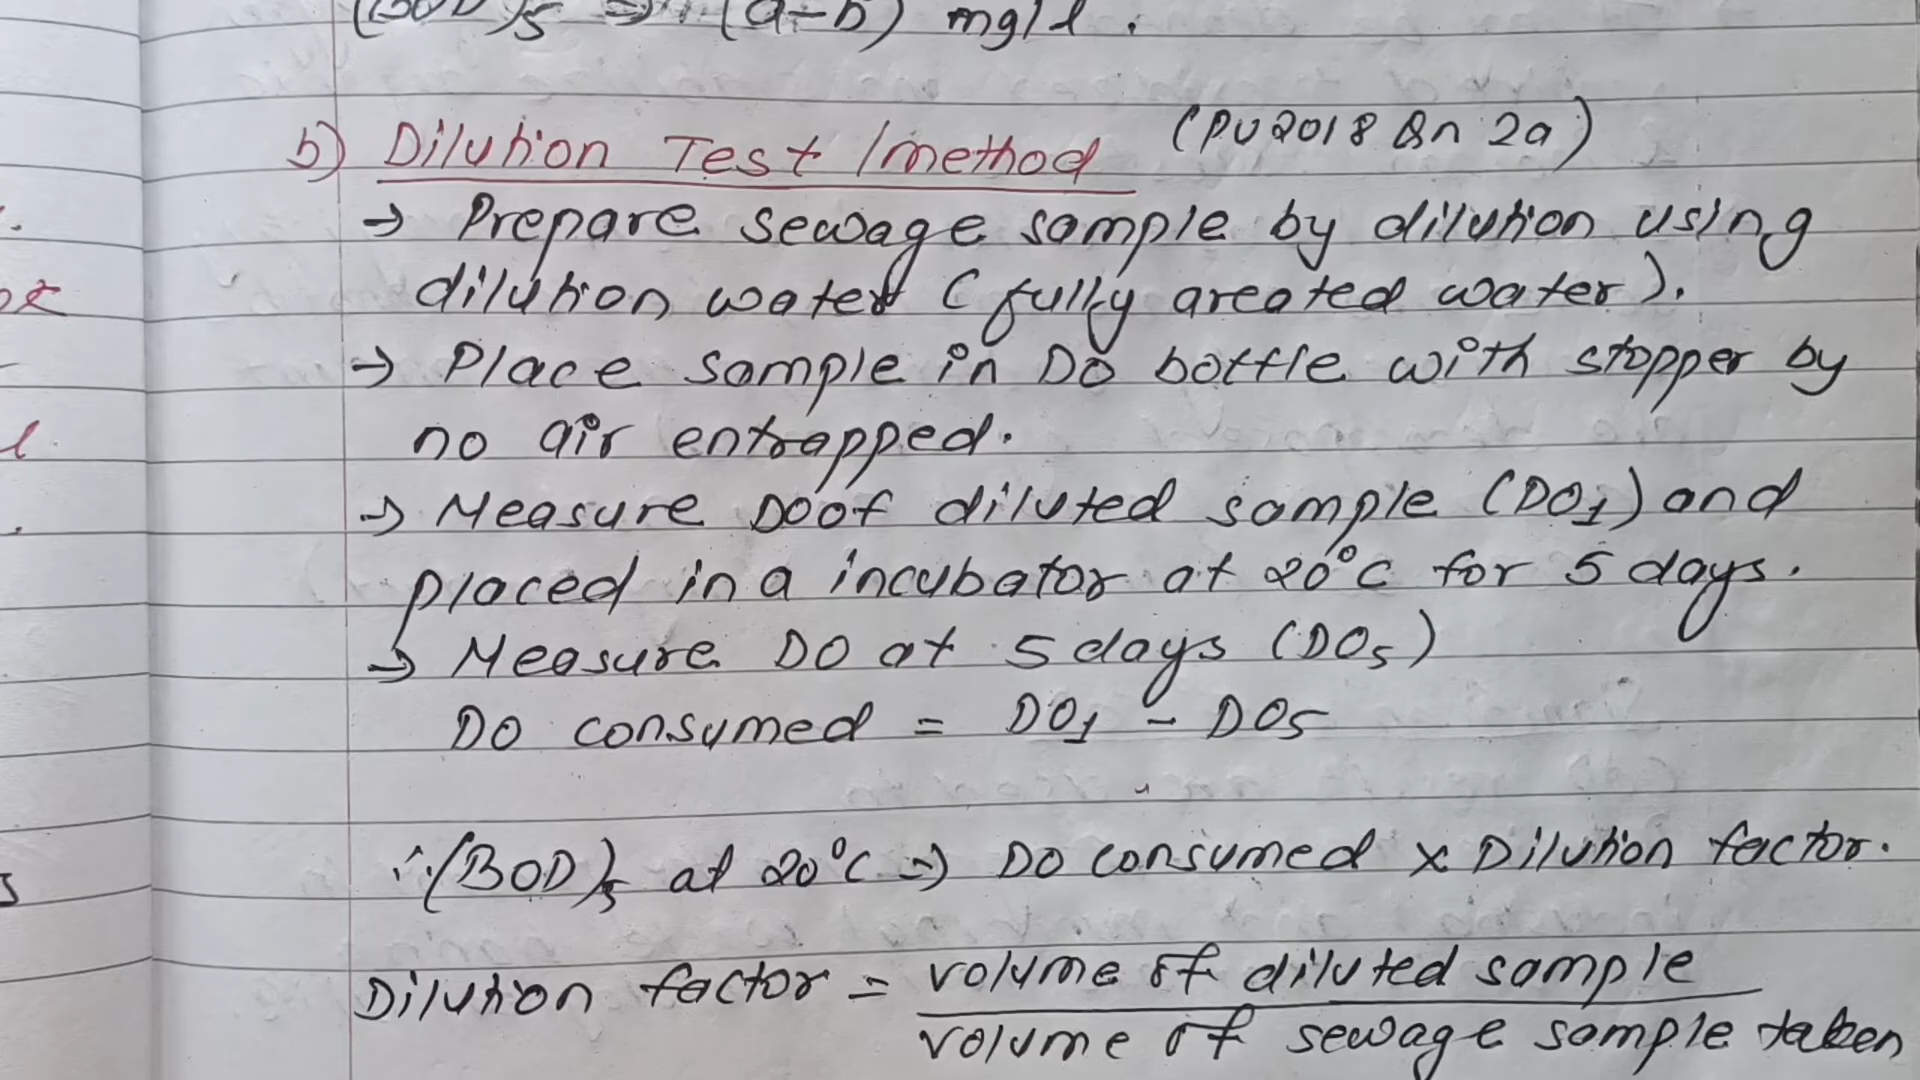 (BOD)5 ⇒ (a-b) mg/l.
b) Dilution Test/method (PU2018 Qn 2a)
→ Prepare sewage sample by dilution using
dilution water (fully areated water).
→ Place sample in DO bottle with stopper by
no air entrapped.
→ Measure DO of diluted sample (DO1) and
placed in a incubator at 20°C for 5 days.
→ Measure DO at 5 days (DO5)
DO consumed = DO1 - DO5
∴ (BOD)5 at 20°C ⇒ DO consumed x Dilution factor.
Dilution factor = volume of diluted sample
volume of sewage sample taken